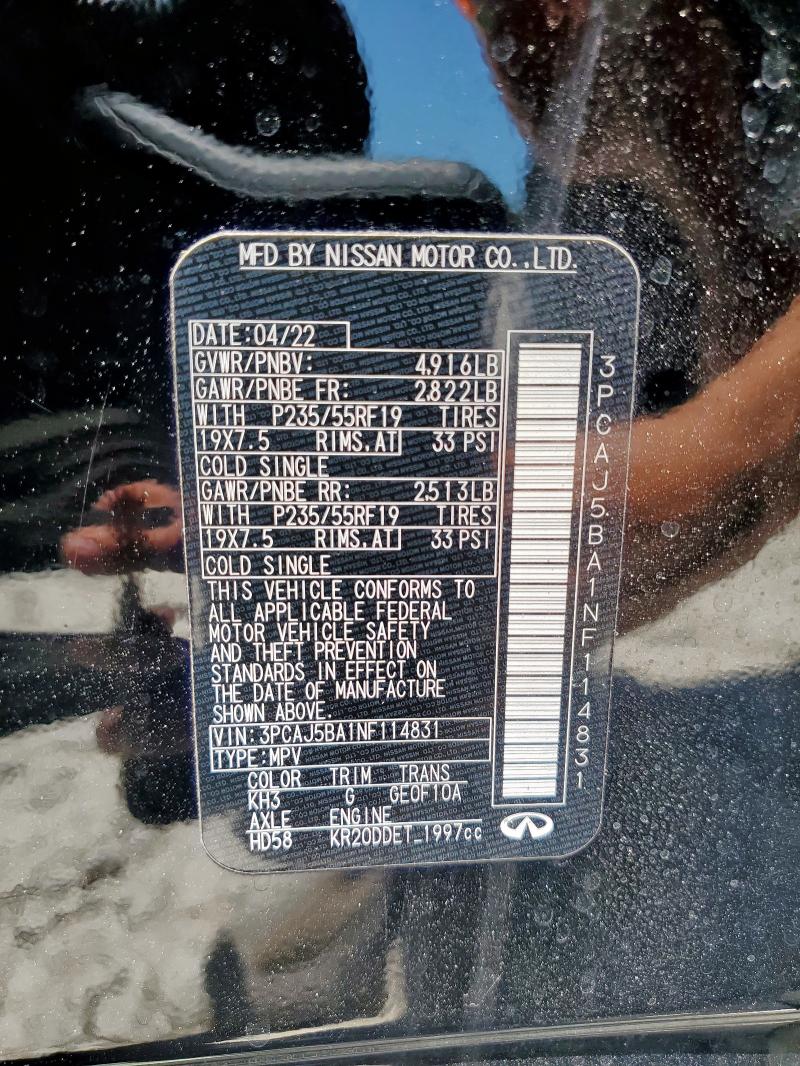 MFD BY NISSAN MOTOR CO.,LTD.
DATE:04/22
GVWR/PNBV: 4,916LB
GAWR/PNBE FR: 2,822LB
WITH P235/55RF19 TIRES
19X7.5 RIMS.AT 33 PSI
COLD SINGLE
GAWR/PNBE RR: 2,513LB
WITH P235/55RF19 TIRES
19X7.5 RIMS.AT 33 PSI
COLD SINGLE
THIS VEHICLE CONFORMS TO
ALL APPLICABLE FEDERAL
MOTOR VEHICLE SAFETY
AND THEFT PREVENTION
STANDARDS IN EFFECT ON
THE DATE OF MANUFACTURE
SHOWN ABOVE.
VIN:3PCAJ5BA1NF114831
TYPE:MPV
COLOR TRIM TRANS
KH3 G GEOF10A
AXLE ENGINE
HD58 KR20DDET_1997cc
3PCAJ5BA1NF114831